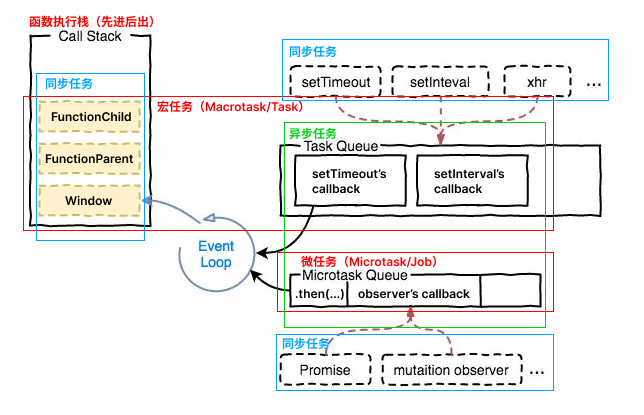 函数执行栈（先进后出）
Call Stack
同步任务
FunctionChild
FunctionParent
Window
同步任务
setTimeout
setInteval
xhr
...
宏任务（Macrotask/Task）
异步任务
Task Queue
setTimeout's
callback
setInterval's
callback
Event
Loop
微任务（Microtask/Job）
Microtask Queue
.then(...)
observer's callback
同步任务
Promise
mutaition observer
...